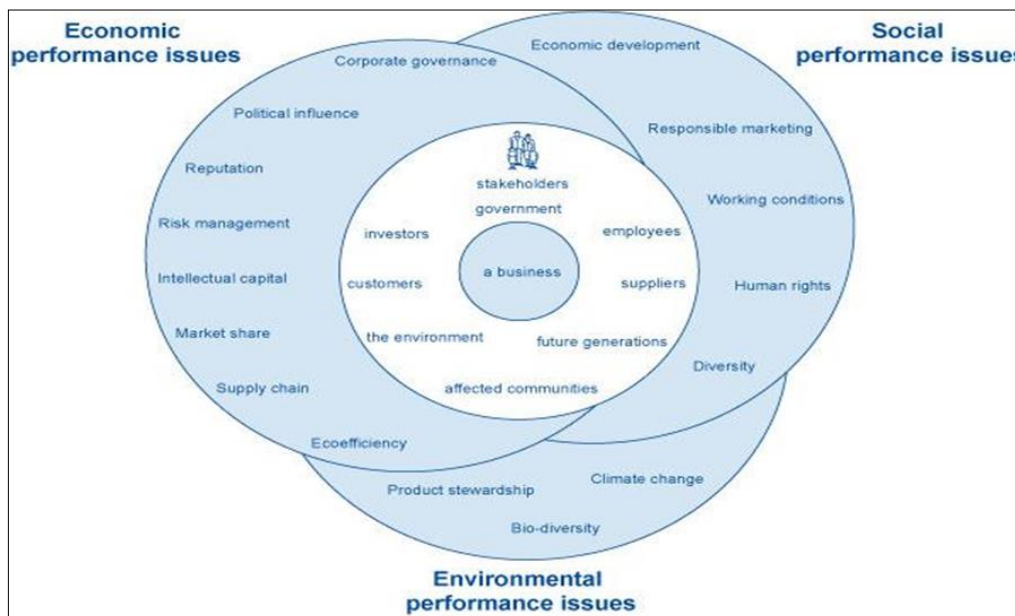 Economic
performance issues
Social
performance issues
Economic development
Corporate governance
Political influence
Responsible marketing
Reputation
stakeholders
Working conditions
government
Risk management
investors
employees
a business
Intellectual capital
customers
suppliers
Human rights
Market share
the environment
future generations
Diversity
Supply chain
affected communities
Ecoefficiency
Climate change
Product stewardship
Bio-diversity
Environmental
performance issues